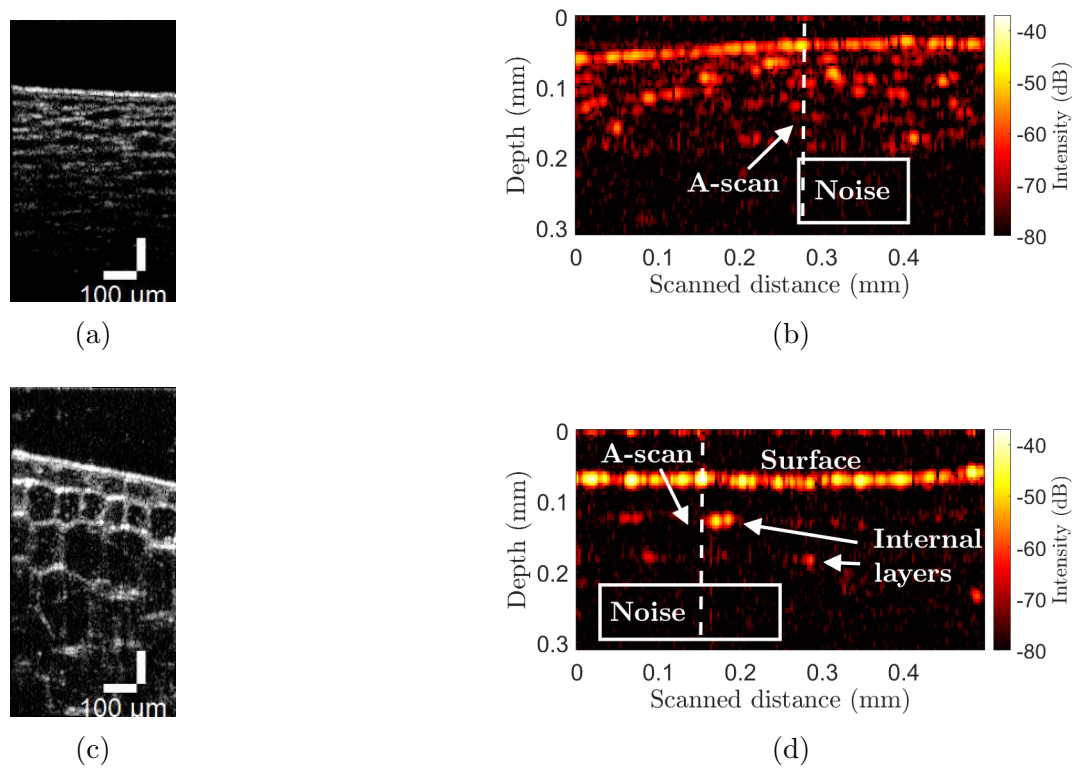 100 µm
(a)
0
0.1
0.2
0.3
Depth (mm)
A-scan
Noise
0
0.1
0.2
0.3
0.4
Scanned distance (mm)
-40
-50
-60
-70
-80
Intensity (dB)
(b)
100 µm
(c)
0
0.1
0.2
0.3
Depth (mm)
A-scan
Surface
Internal
layers
Noise
0
0.1
0.2
0.3
0.4
Scanned distance (mm)
-40
-50
-60
-70
-80
Intensity (dB)
(d)